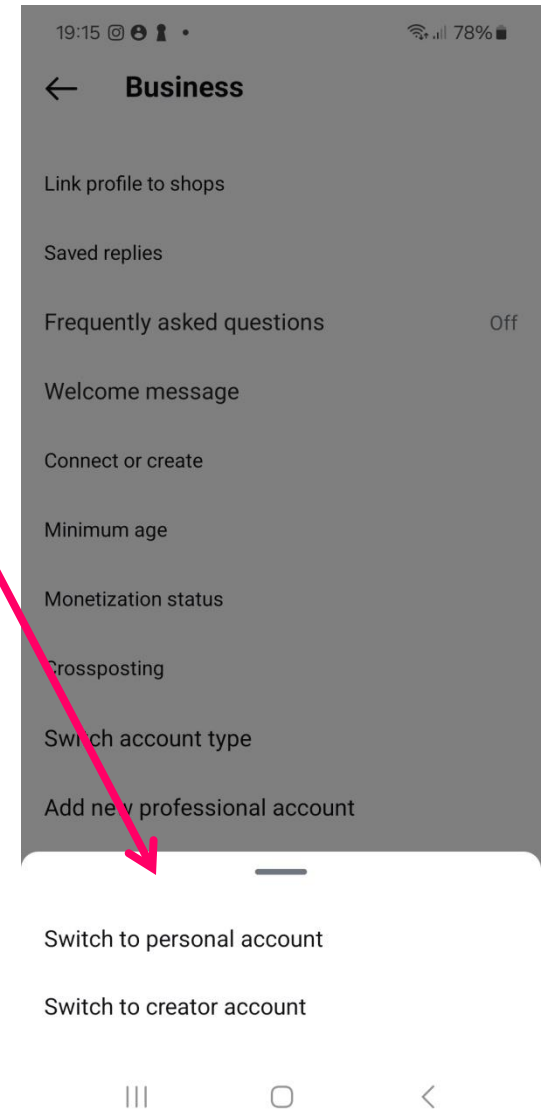 19:15 78%
Business
Link profile to shops
Saved replies
Frequently asked questions Off
Welcome message
Connect or create
Minimum age
Monetization status
Crossposting
Switch account type
Add new professional account
Switch to personal account
Switch to creator account